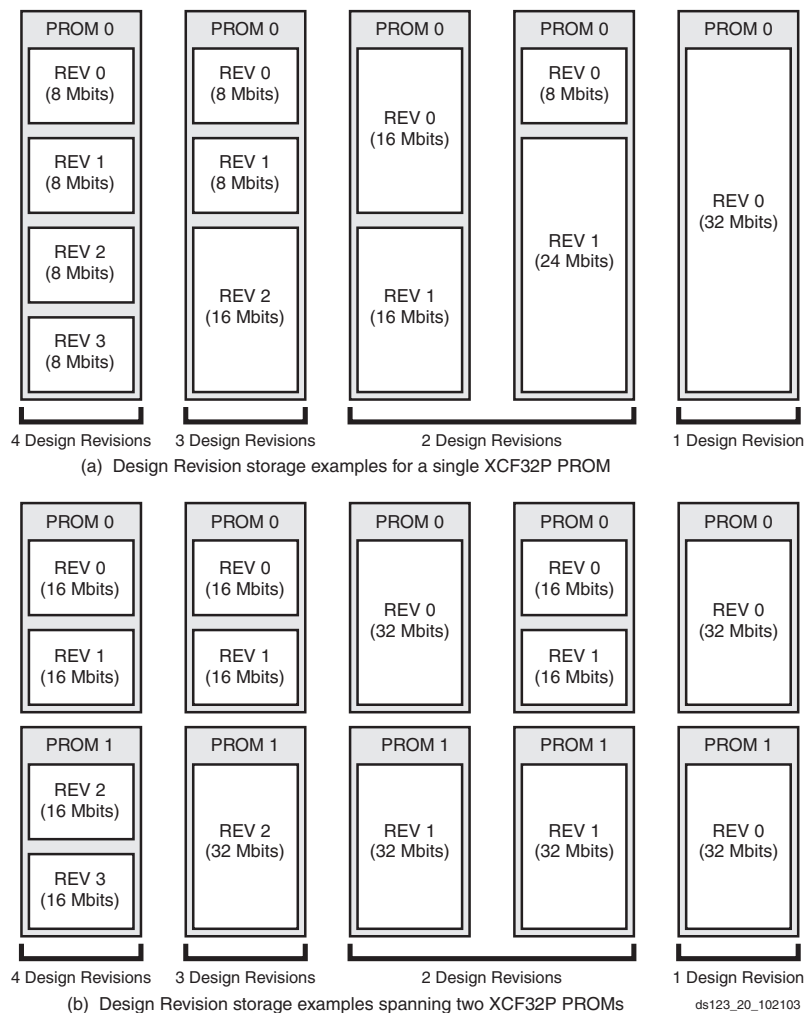 PROM 0
REV 0
(8 Mbits)
REV 1
(8 Mbits)
REV 2
(8 Mbits)
REV 3
(8 Mbits)
PROM 0
REV 0
(8 Mbits)
REV 1
(8 Mbits)
REV 2
(16 Mbits)
PROM 0
REV 0
(16 Mbits)
REV 1
(16 Mbits)
PROM 0
REV 0
(8 Mbits)
REV 1
(24 Mbits)
PROM 0
REV 0
(32 Mbits)
4 Design Revisions
3 Design Revisions
2 Design Revisions
1 Design Revision
(a) Design Revision storage examples for a single XCF32P PROM
PROM 0
REV 0
(16 Mbits)
REV 1
(16 Mbits)
PROM 0
REV 0
(16 Mbits)
REV 1
(16 Mbits)
PROM 0
REV 0
(32 Mbits)
PROM 0
REV 0
(16 Mbits)
REV 1
(16 Mbits)
PROM 0
REV 0
(32 Mbits)
PROM 1
REV 2
(16 Mbits)
REV 3
(16 Mbits)
PROM 1
REV 2
(32 Mbits)
PROM 1
REV 1
(32 Mbits)
PROM 1
REV 1
(32 Mbits)
PROM 1
REV 0
(32 Mbits)
4 Design Revisions
3 Design Revisions
2 Design Revisions
1 Design Revision
(b) Design Revision storage examples spanning two XCF32P PROMs
ds123_20_102103